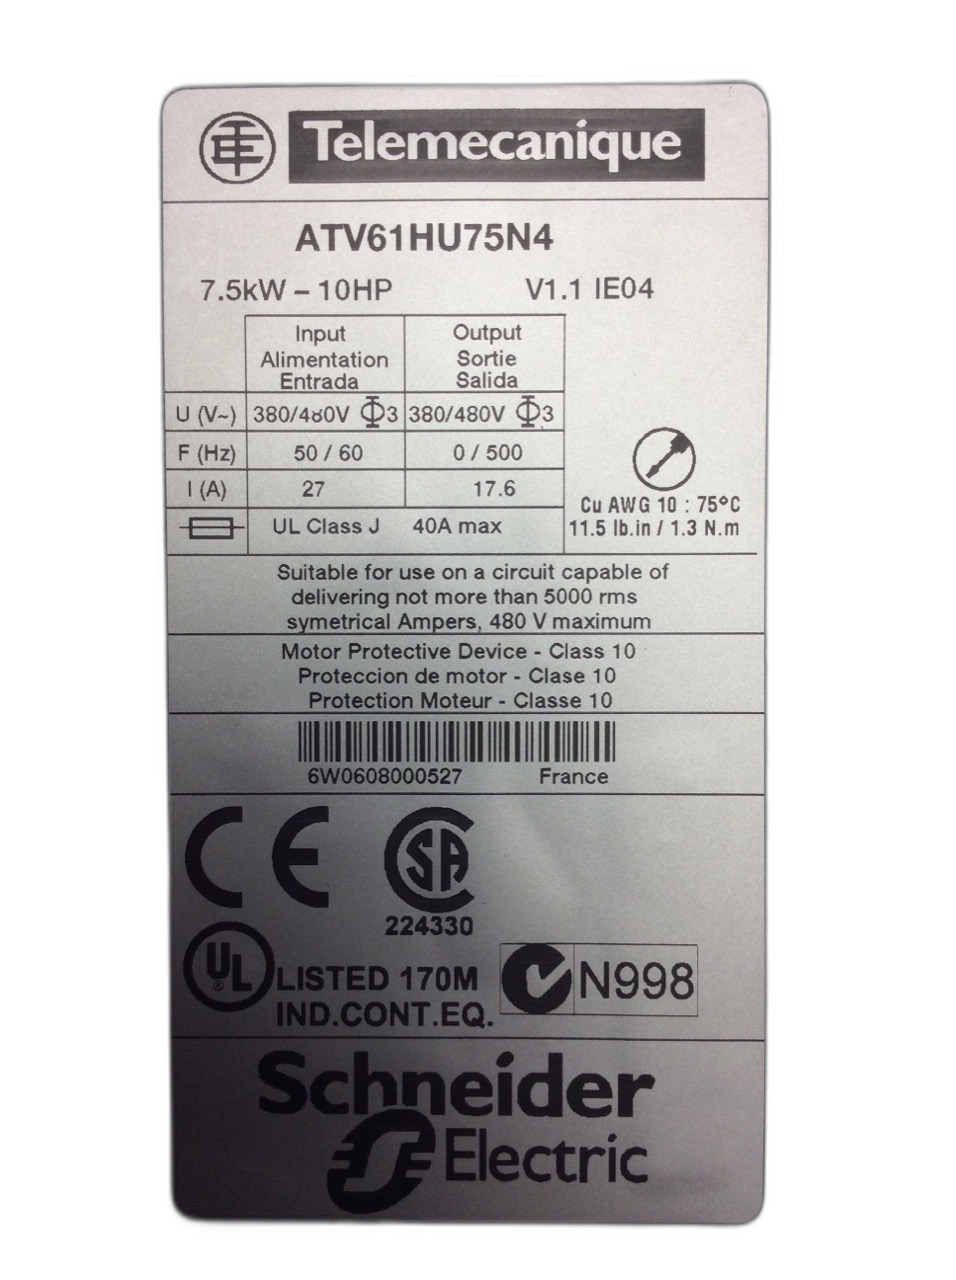 Telemecanique
ATV61HU75N4
7.5kW – 10HP V1.1 IE04
Input Output
Alimentation Sortie
Entrada Salida
U (V~) 380/480V Φ3 380/480V Φ3
F (Hz) 50 / 60 0 / 500
I (A) 27 17.6
Cu AWG 10 : 75°C
UL Class J 40A max 11.5 lb.in / 1.3 N.m
Suitable for use on a circuit capable of
delivering not more than 5000 rms
symetrical Ampers, 480 V maximum
Motor Protective Device - Class 10
Proteccion de motor - Clase 10
Protection Moteur - Classe 10
6W0608000527 France
CE SA
224330
UL LISTED 170M N998
IND.CONT.EQ.
Schneider
Electric